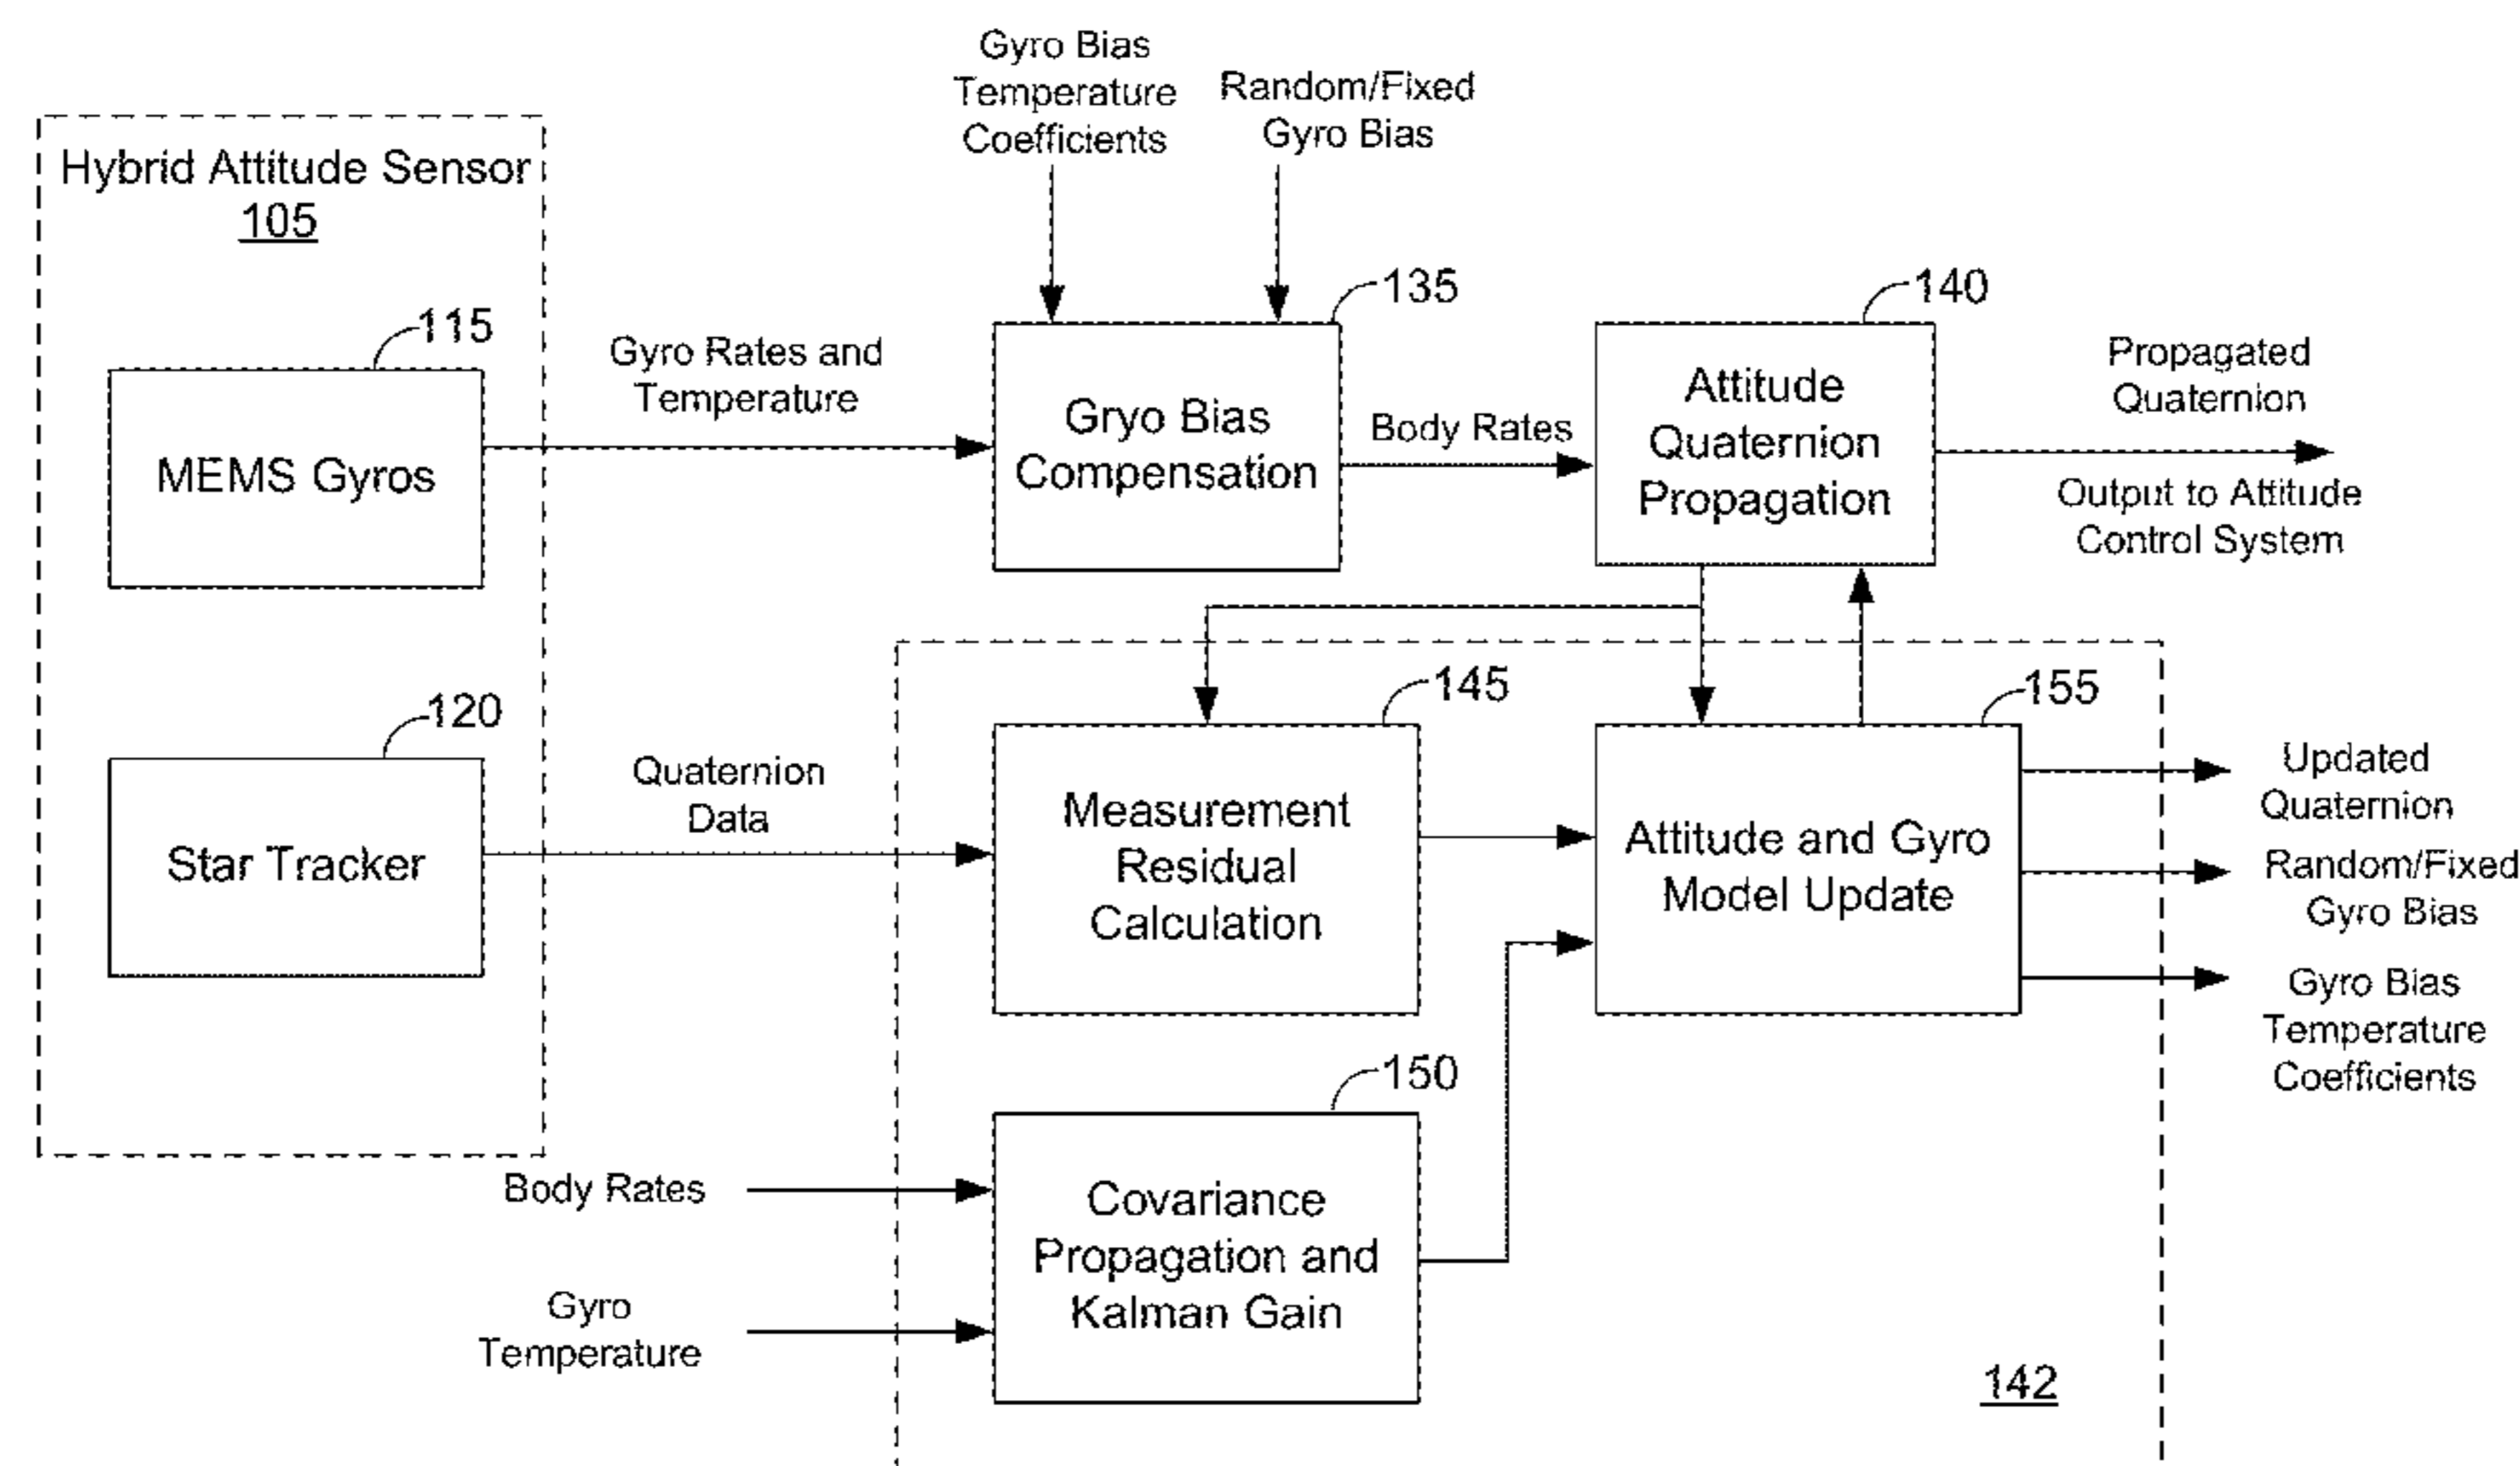 Gyro Bias
Temperature
Coefficients
Random/Fixed
Gyro Bias
Hybrid Attitude Sensor
105
115
MEMS Gyros
Gyro Rates and
Temperature
135
Gryo Bias
Compensation
Body Rates
140
Attitude
Quaternion
Propagation
Propagated
Quaternion
Output to Attitude
Control System
120
Star Tracker
Quaternion
Data
145
Measurement
Residual
Calculation
155
Attitude and Gyro
Model Update
Updated
Quaternion
Random/Fixed
Gyro Bias
Gyro Bias
Temperature
Coefficients
150
Body Rates
Gyro
Temperature
Covariance
Propagation and
Kalman Gain
142